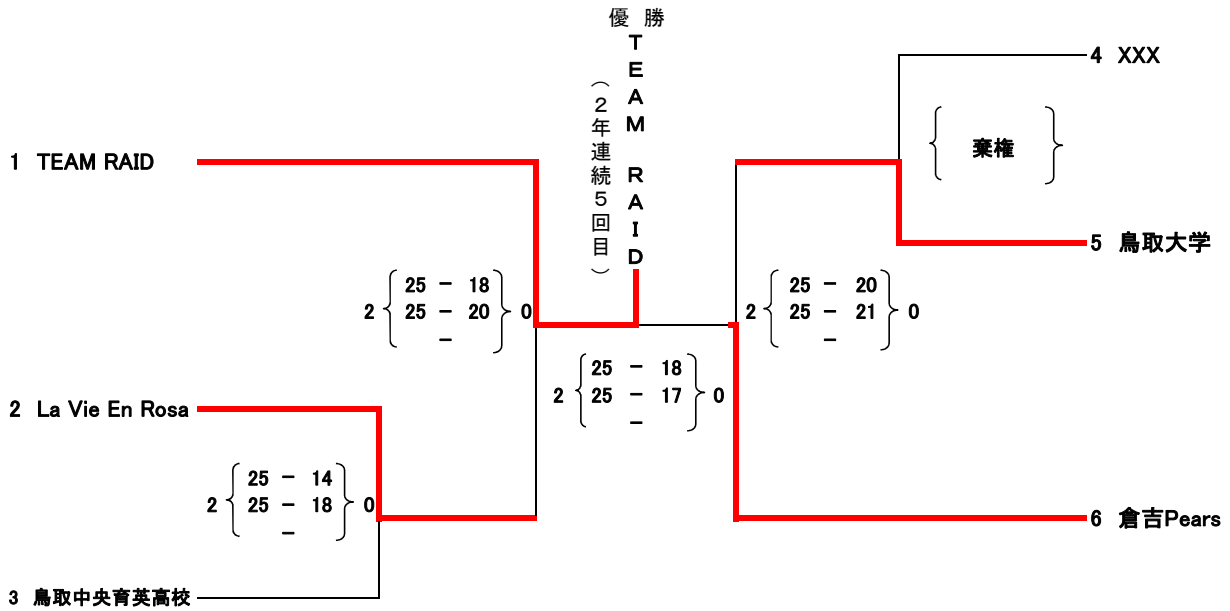 優 勝
TEAM RAID
（２年連続５回目）
1 TEAM RAID
2 { 25 － 18 } 0
25 － 20
－
2 La Vie En Rosa
2 { 25 － 14 } 0
25 － 18
－
3 鳥取中央育英高校
2 { 25 － 18 } 0
25 － 17
－
4 XXX
{ 棄権 }
5 鳥取大学
2 { 25 － 20 } 0
25 － 21
－
6 倉吉Pears